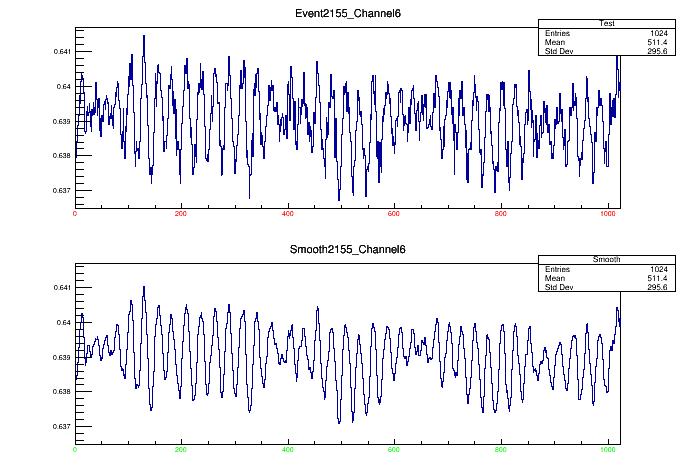 Event2155_Channel6
Test
Entries 1024
Mean 511.4
Std Dev 295.6
0.641
0.64
0.639
0.638
0.637
0 200 400 600 800 1000
Smooth2155_Channel6
Smooth
Entries 1024
Mean 511.4
Std Dev 295.6
0.641
0.64
0.639
0.638
0.637
0 200 400 600 800 1000